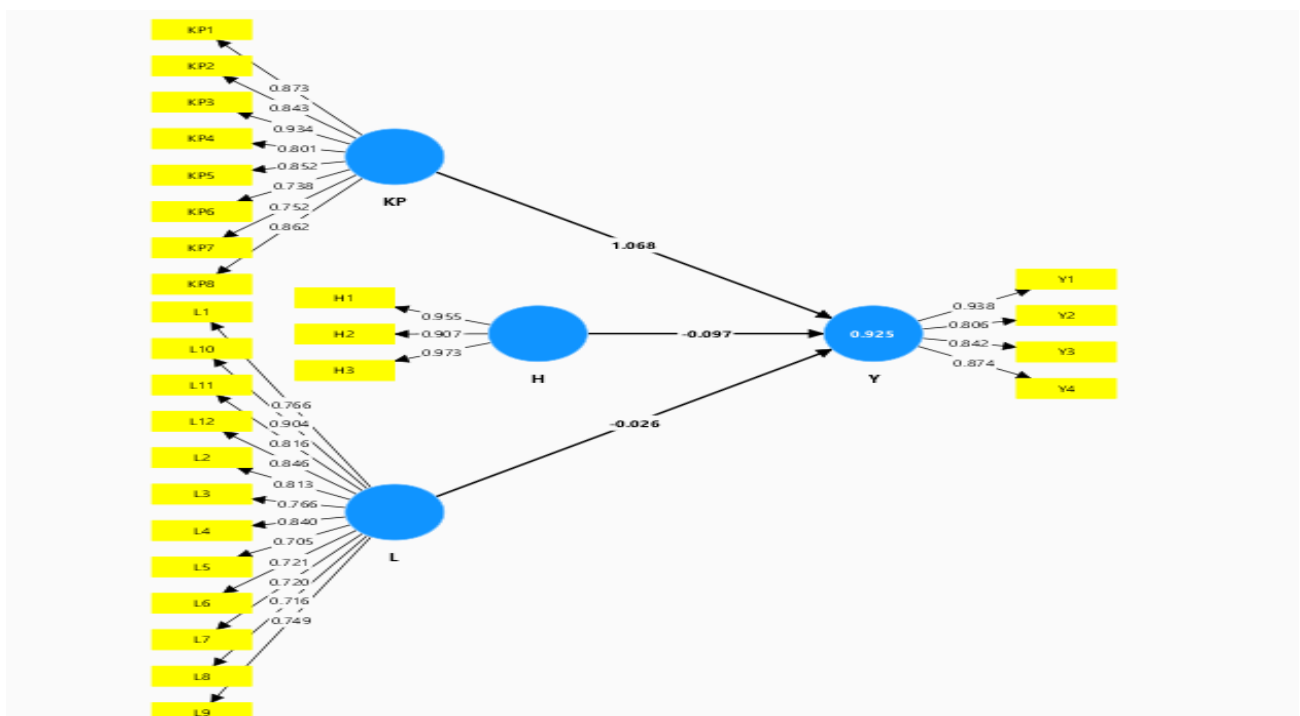 KP1
KP2
KP3
KP4
KP5
KP6
KP7
KP8
0.873
0.843
0.934
0.801
0.852
0.738
0.752
0.862
KP
1.068
H1
H2
H3
0.955
0.907
0.973
H
-0.097
L1
L10
L11
L12
L2
L3
L4
L5
L6
L7
L8
L9
0.766
0.904
0.816
0.846
0.813
0.766
0.840
0.705
0.721
0.720
0.716
0.749
L
-0.026
0.925
Y
0.938
0.806
0.842
0.874
Y1
Y2
Y3
Y4